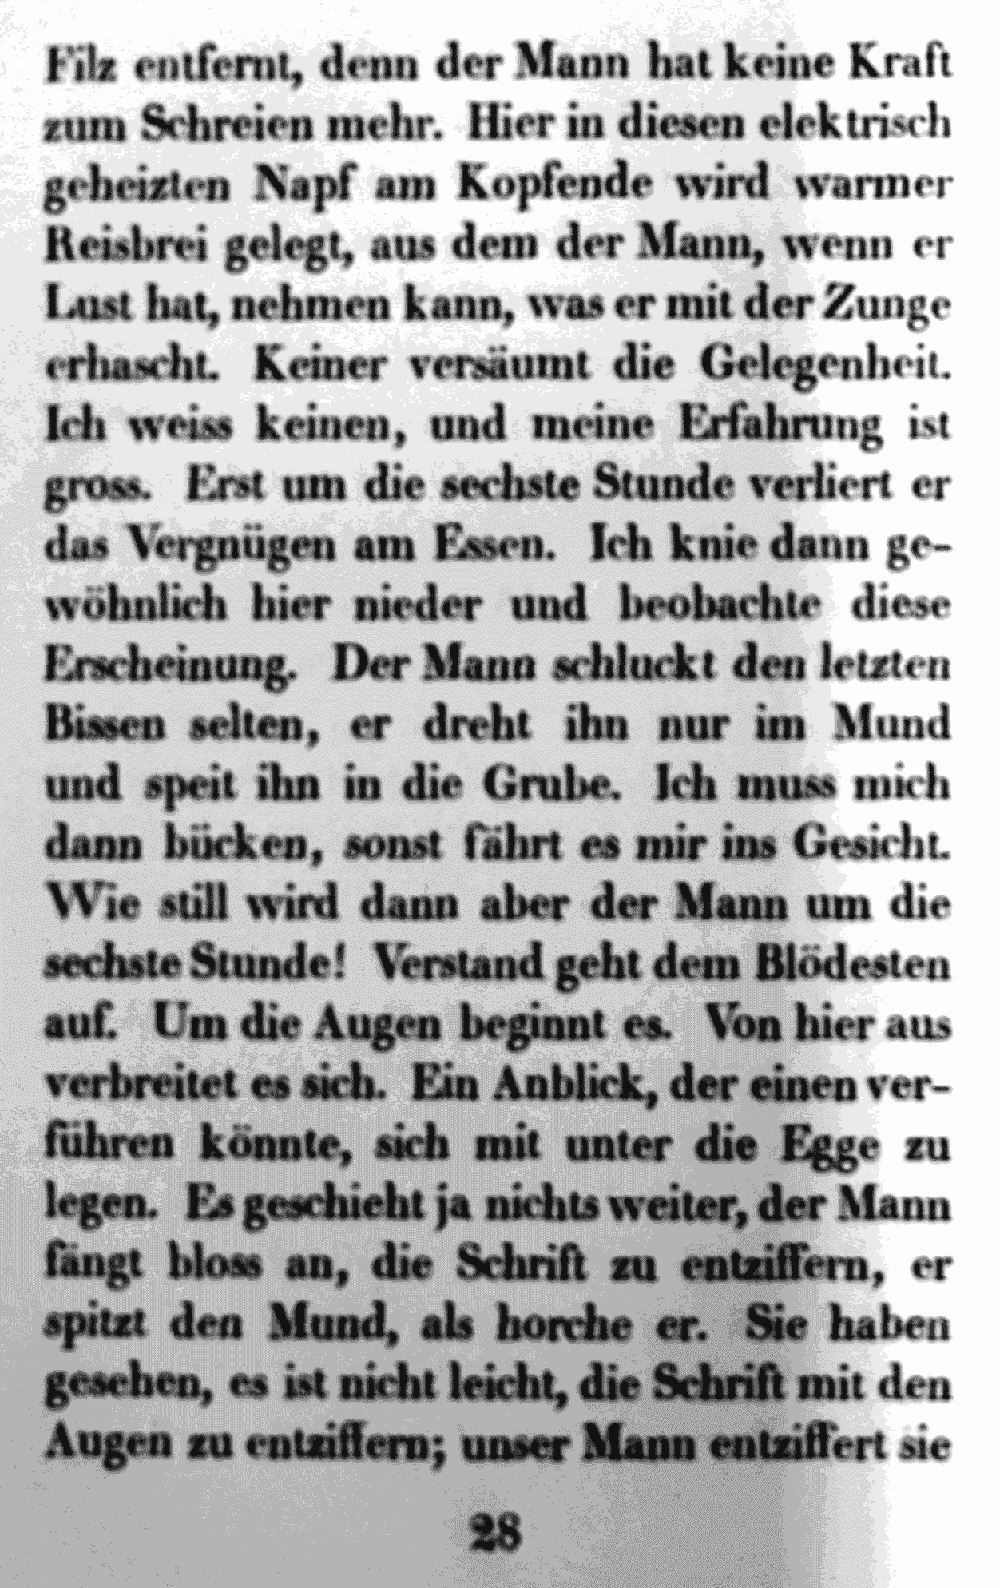 Filz entfernt, denn der Mann hat keine Kraft
zum Schreien mehr. Hier in diesen elektrisch
geheizten Napf am Kopfende wird warmer
Reisbrei gelegt, aus dem der Mann, wenn er
Lust hat, nehmen kann, was er mit der Zunge
erhascht. Keiner versäumt die Gelegenheit.
Ich weiss keinen, und meine Erfahrung ist
gross. Erst um die sechste Stunde verliert er
das Vergnügen am Essen. Ich knie dann ge-
wöhnlich hier nieder und beobachte diese
Erscheinung. Der Mann schluckt den letzten
Bissen selten, er dreht ihn nur im Mund
und speit ihn in die Grube. Ich muss mich
dann bücken, sonst fährt es mir ins Gesicht.
Wie still wird dann aber der Mann um die
sechste Stunde! Verstand geht dem Blödesten
auf. Um die Augen beginnt es. Von hier aus
verbreitet es sich. Ein Anblick, der einen ver-
führen könnte, sich mit unter die Egge zu
legen. Es geschieht ja nichts weiter, der Mann
fängt bloss an, die Schrift zu entziffern, er
spitzt den Mund, als horche er. Sie haben
gesehen, es ist nicht leicht, die Schrift mit den
Augen zu entziffern; unser Mann entziffert sie
28